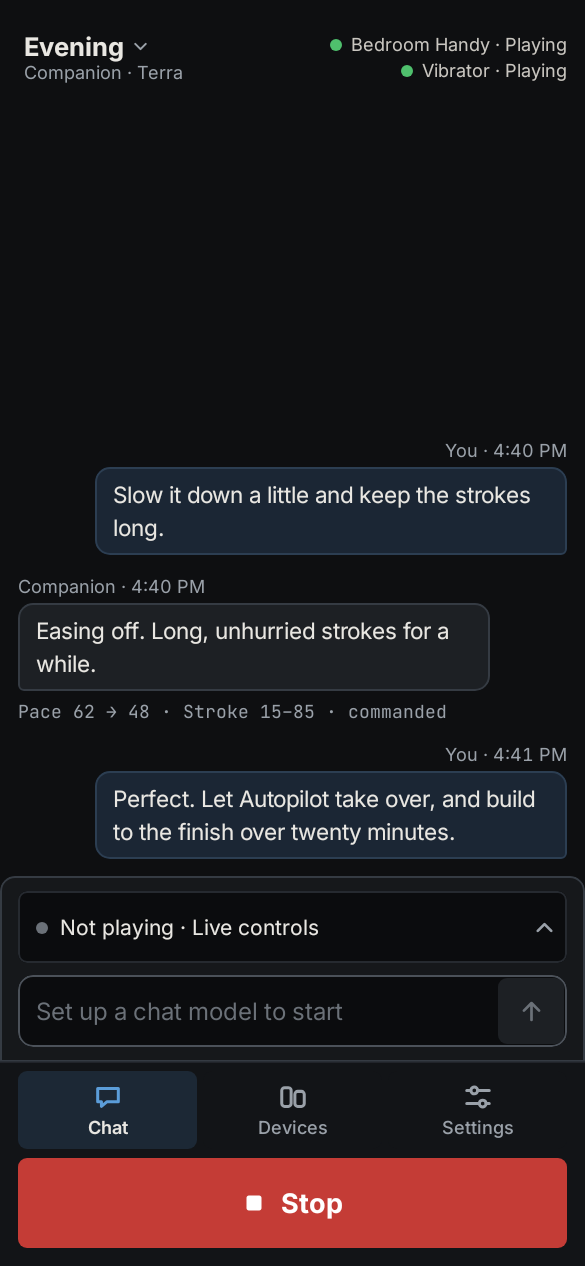 Evening
Bedroom Handy · Playing
Companion · Terra
Vibrator · Playing
You · 4:40 PM
Slow it down a little and keep the strokes
long.
Companion · 4:40 PM
Easing off. Long, unhurried strokes for a
while.
Pace 62 → 48 · Stroke 15–85 · commanded
You · 4:41 PM
Perfect. Let Autopilot take over, and build
to the finish over twenty minutes.
Not playing · Live controls
Set up a chat model to start
Chat
Devices
Settings
Stop